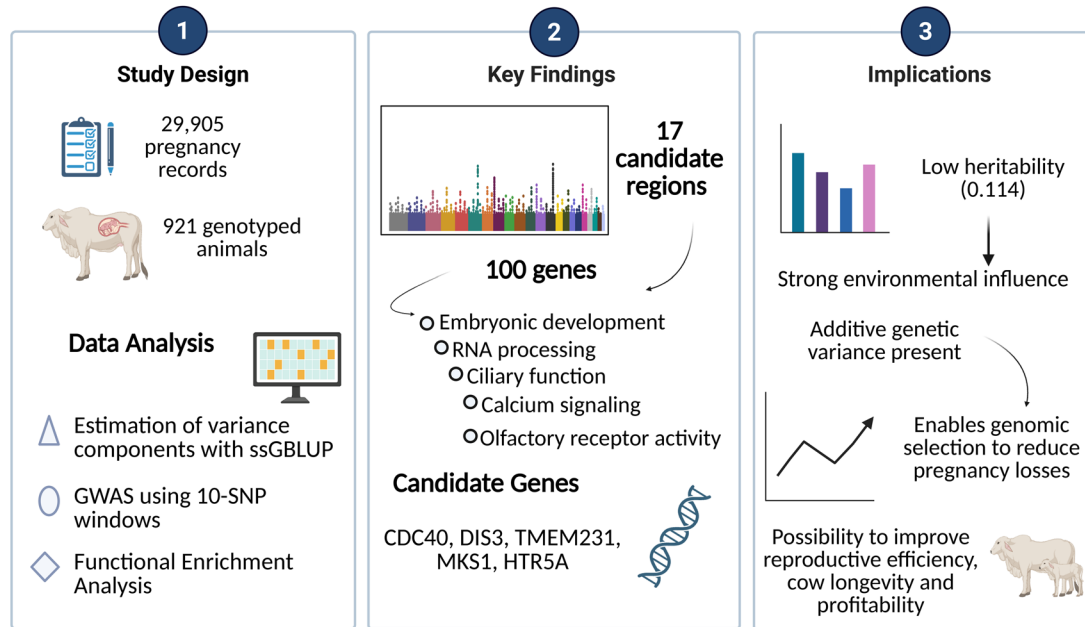 1
Study Design
29,905
pregnancy
records
921 genotyped
animals
Data Analysis
Estimation of variance
components with ssGBLUP
GWAS using 10-SNP
windows
Functional Enrichment
Analysis
2
Key Findings
17
candidate
regions
100 genes
Embryonic development
RNA processing
Ciliary function
Calcium signaling
Olfactory receptor activity
Candidate Genes
CDC40, DIS3, TMEM231,
MKS1, HTR5A
3
Implications
Low heritability
(0.114)
Strong environmental influence
Additive genetic
variance present
Enables genomic
selection to reduce
pregnancy losses
Possibility to improve
reproductive efficiency,
cow longevity and
profitability